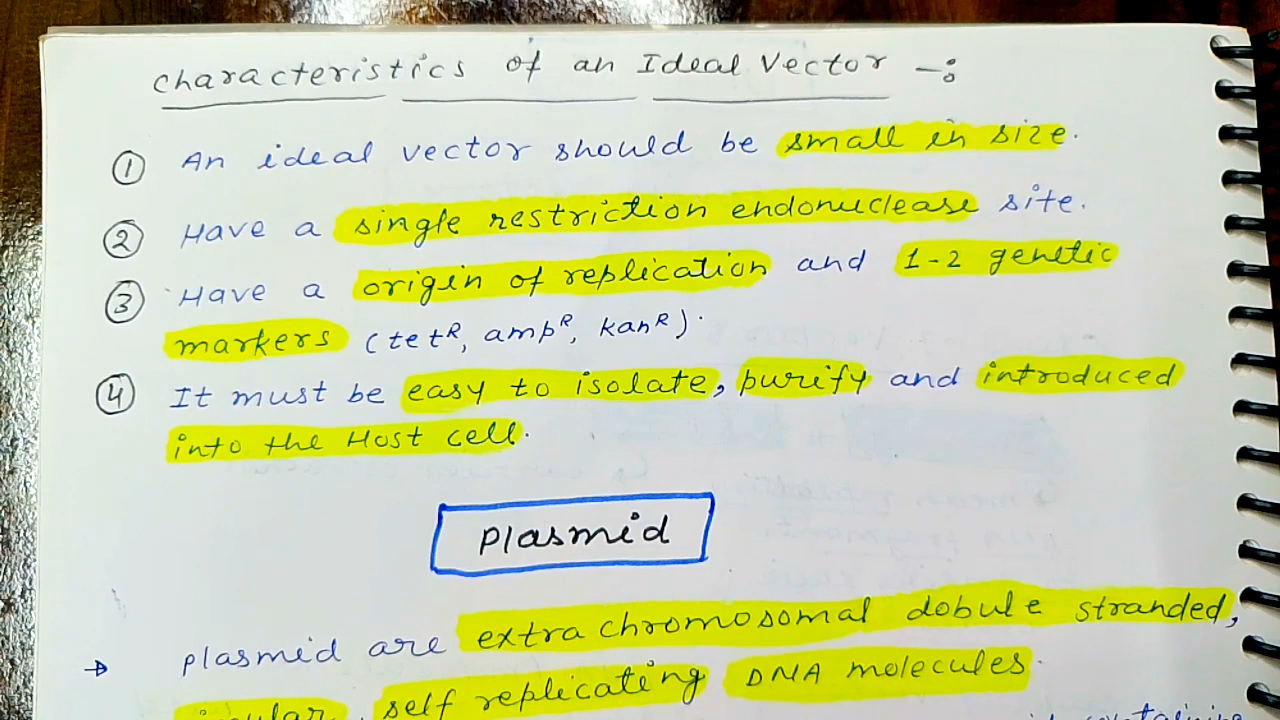 Characteristics of an Ideal Vector -:
① An ideal vector should be small in size.
② Have a single restriction endonuclease site.
③ Have a origin of replication and 1-2 genetic
markers (tetᴿ, ampᴿ, kanᴿ).
④ It must be easy to isolate, purify and introduced
into the Host cell.
Plasmid
→ plasmid are extra chromosomal dobule stranded,
self replicating DNA molecules.